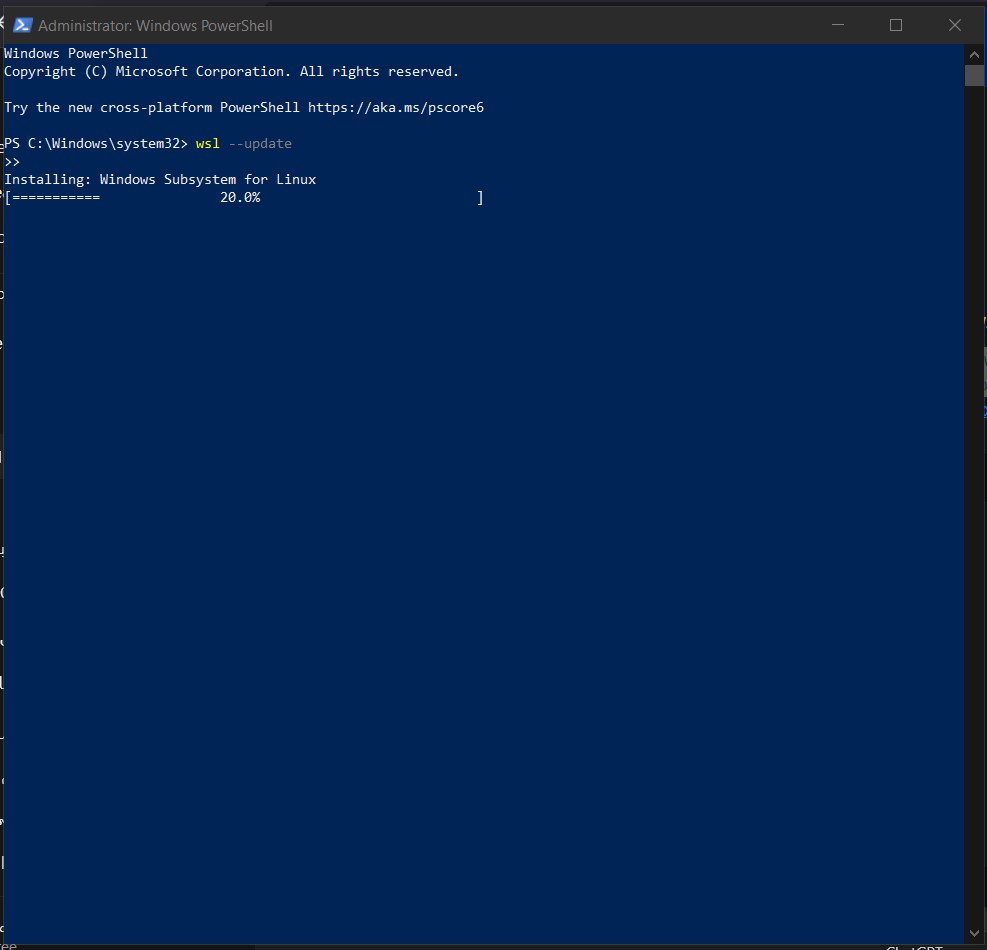 Administrator: Windows PowerShell
Windows PowerShell
Copyright (C) Microsoft Corporation. All rights reserved.
Try the new cross-platform PowerShell https://aka.ms/pscore6
PS C:\Windows\system32> wsl --update
>>
Installing: Windows Subsystem for Linux
[=========== 20.0% ]